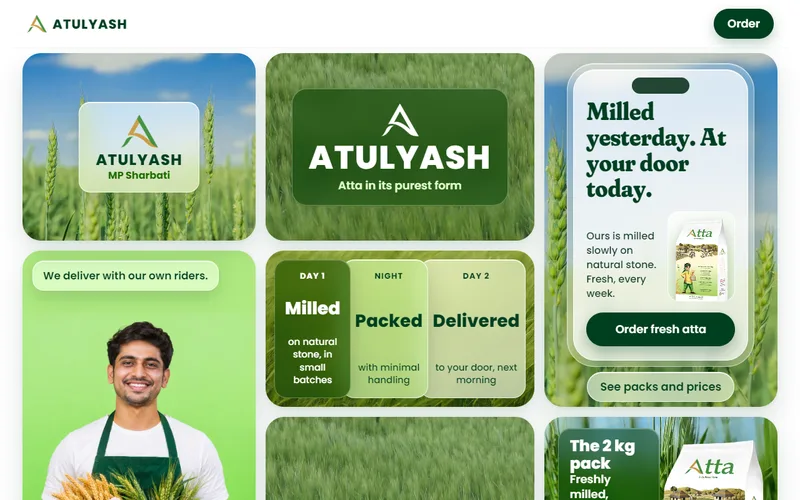 ATULYASH
Order
ATULYASH
MP Sharbati
ATULYASH
Atta in its purest form
Milled
yesterday. At
your door
today.
Ours is milled
slowly on
natural stone.
Fresh, every
week.
Atta
Order fresh atta
See packs and prices
We deliver with our own riders.
DAY 1
Milled
on natural
stone, in
small
batches
NIGHT
Packed
with minimal
handling
DAY 2
Delivered
to your door, next
morning
The 2 kg
pack
Freshly
milled,
Atta